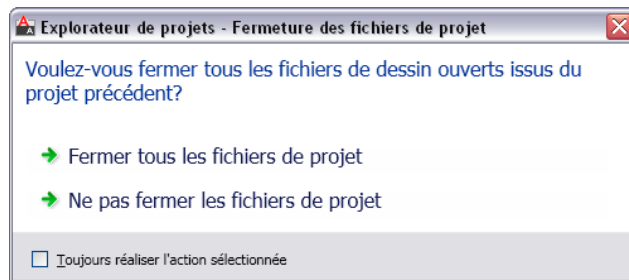 Explorateur de projets - Fermeture des fichiers de projet
Voulez-vous fermer tous les fichiers de dessin ouverts issus du
projet précédent?
Fermer tous les fichiers de projet
Ne pas fermer les fichiers de projet
Toujours réaliser l'action sélectionnée